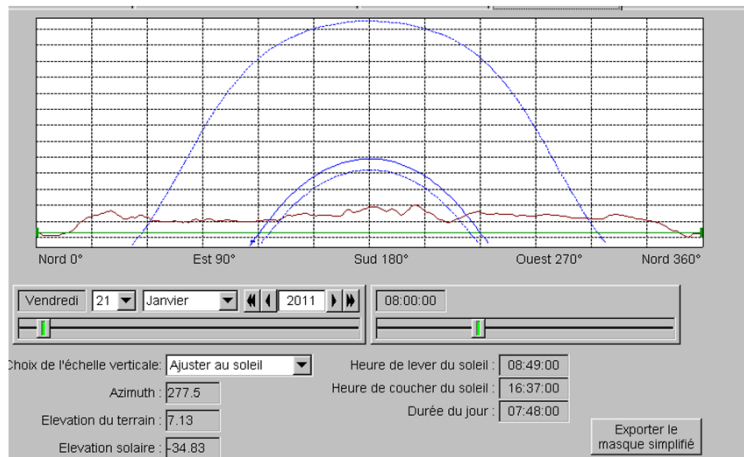 Nord 0° Est 90° Sud 180° Ouest 270° Nord 360°
Vendredi 21 Janvier 2011 08:00:00
Choix de l'échelle verticale: Ajuster au soleil
Azimuth : 277.5
Elevation du terrain : 7.13
Elevation solaire : -34.83
Heure de lever du soleil : 08:49:00
Heure de coucher du soleil : 16:37:00
Durée du jour : 07:48:00
Exporter le
masque simplifié